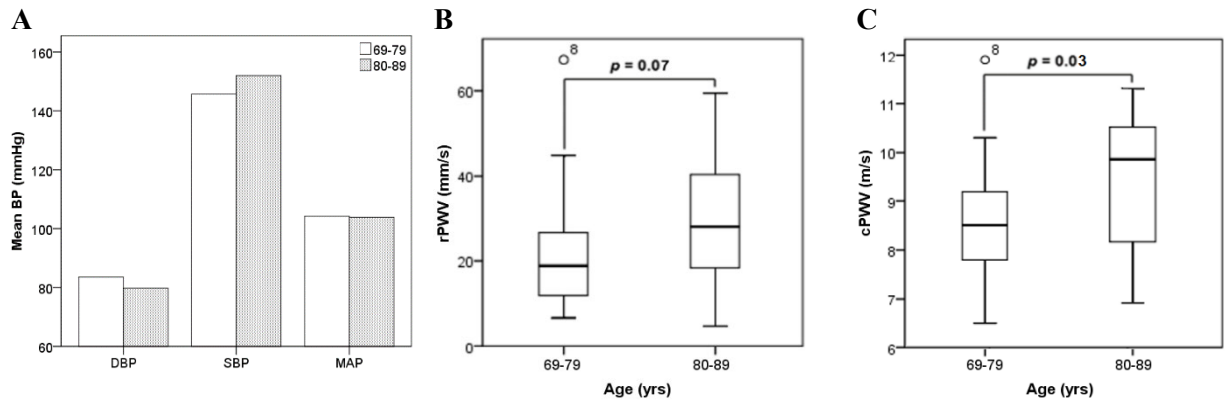 A
Mean BP (mmHg)
160
140
120
100
80
60
69-79
80-89
DBP SBP MAP
B
rPWV (mm/s)
60
40
20
0
8
p = 0.07
69-79 80-89
Age (yrs)
C
cPWV (m/s)
12
11
10
9
8
7
6
8
p = 0.03
69-79 80-89
Age (yrs)